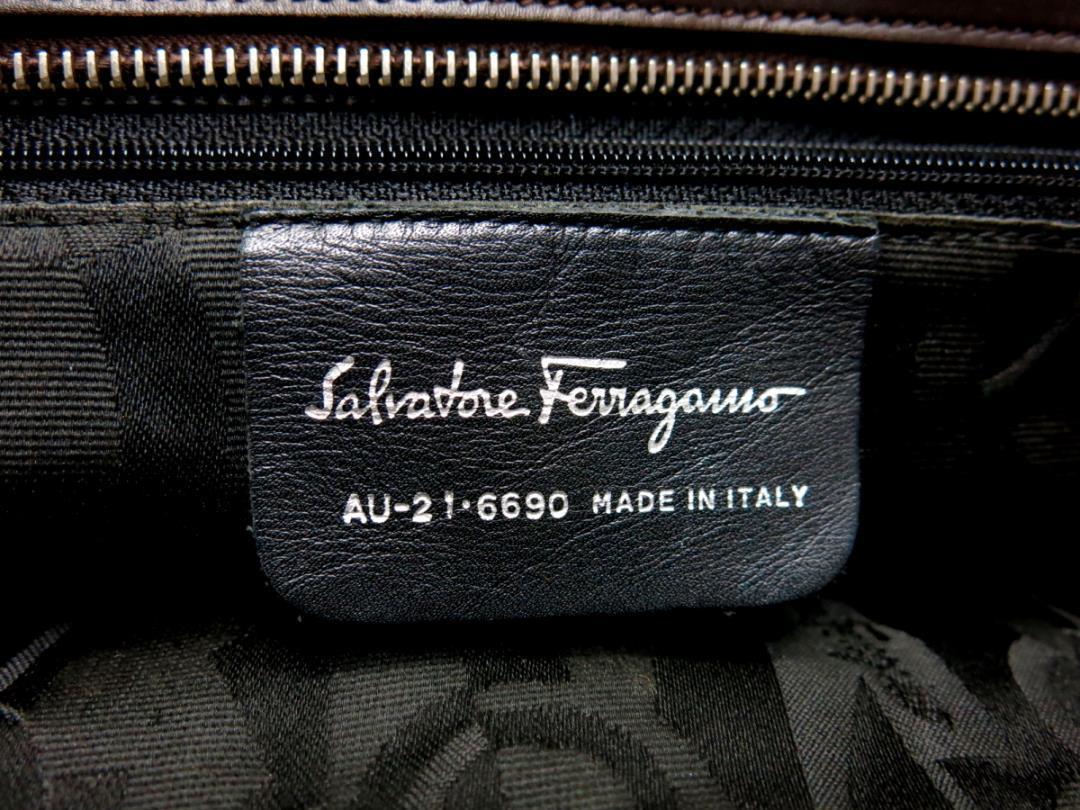 Salvatore Ferragamo
AU-21·6690 MADE IN ITALY